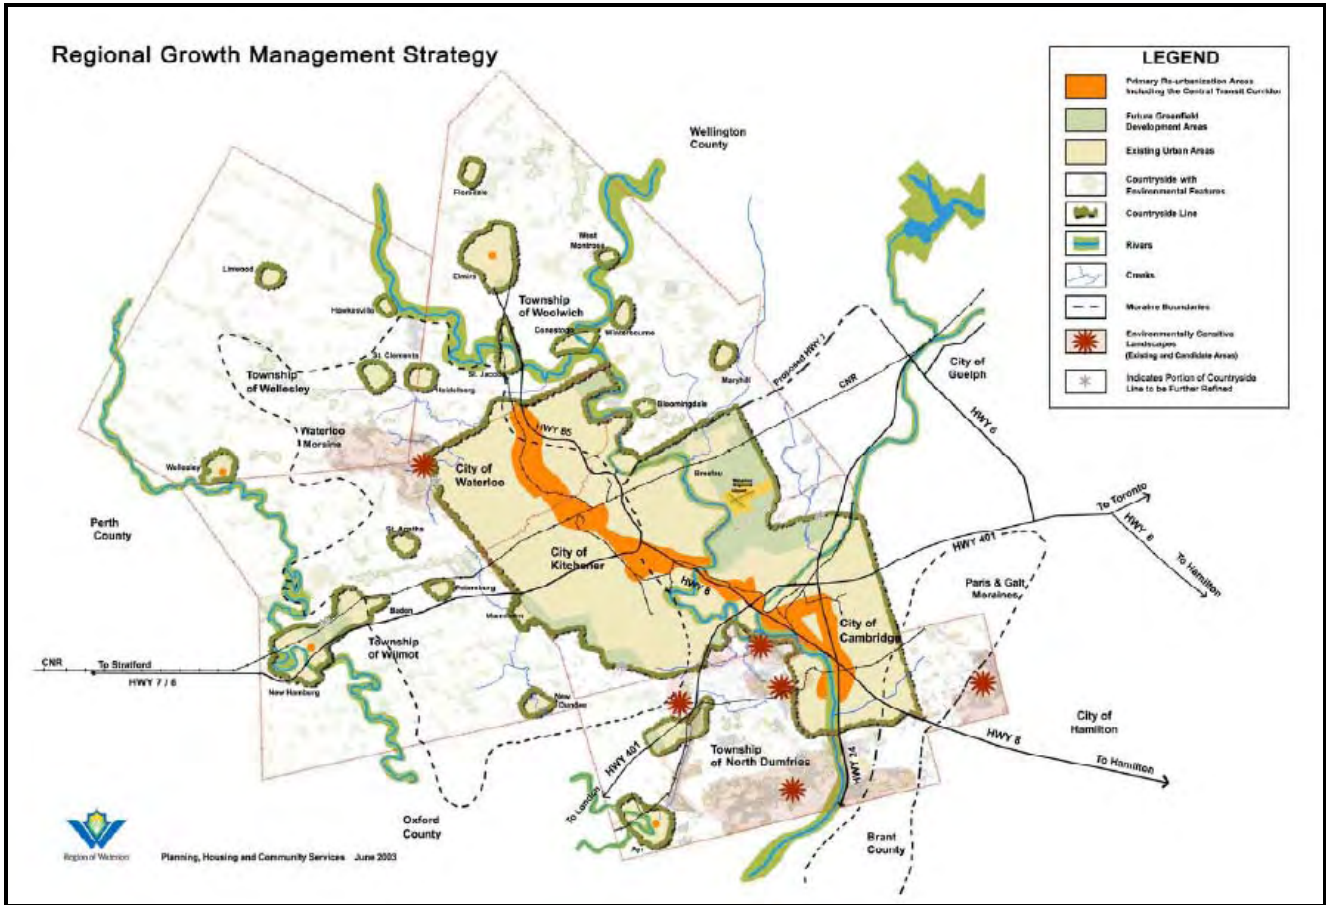 Regional Growth Management Strategy
LEGEND
Primary Re-urbanization Areas
Including the Central Transit Corridor
Future Greenfield
Development Areas
Existing Urban Areas
Countryside with
Environmental Features
Countryside Line
Rivers
Creeks
Moraine Boundaries
Environmentally Sensitive
Landscapes
(Existing and Candidate Areas)
Indicates Portion of Countryside
Line to be Further Refined
Wellington
County
Floradale
West
Montrose
Linwood
Elmira
Township
of Woolwich
Hawkesville
Conestogo
Winterbourne
St. Clements
Heidelberg
St. Jacobs
Township
of Wellesley
Maryhill
Proposed HWY 7
CNR
City of
Guelph
Bloomingdale
HWY 6
HWY 85
Waterloo
Moraine
City of
Waterloo
Wellesley
Breslau
Waterloo
Regional
Airport
To Toronto
HWY 6
To Hamilton
Perth
County
St. Agatha
HWY 401
City of
Kitchener
HWY 8
Paris & Galt
Moraines
Petersburg
Baden
Mannheim
City of
Cambridge
Township
of Wilmot
CNR
To Stratford
HWY 7 / 8
New Hamburg
New
Dundee
City of
Hamilton
HWY 8
To Hamilton
HWY 401
Township
of North Dumfries
HWY 24
To London
Oxford
County
Ayr
Brant
County
Region of Waterloo
Planning, Housing and Community Services June 2003